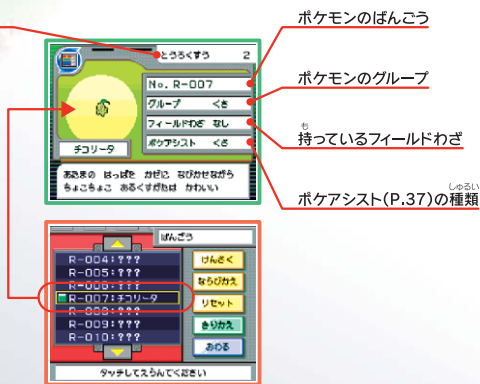 ポケモンのばんごう
とうろくすう 2
No. R-007
ポケモンのグループ
グループ くさ
フィールドわざ なし
持っているフィールドわざ
も
チコリータ
ポケアシスト くさ
ポケアシスト(P.37)の種類
しゅるい
あたまの はっぱを かぜに なびかせながら
ちょこちょこ あるくすがたは かわいい
ばんごう
R-004:???
R-005:???
R-006:???
R-007:チコリータ
R-008:???
R-009:???
R-010:???
けんさく
ならびかえ
リセット
きりかえ
おわる
タッチしてえらんでください